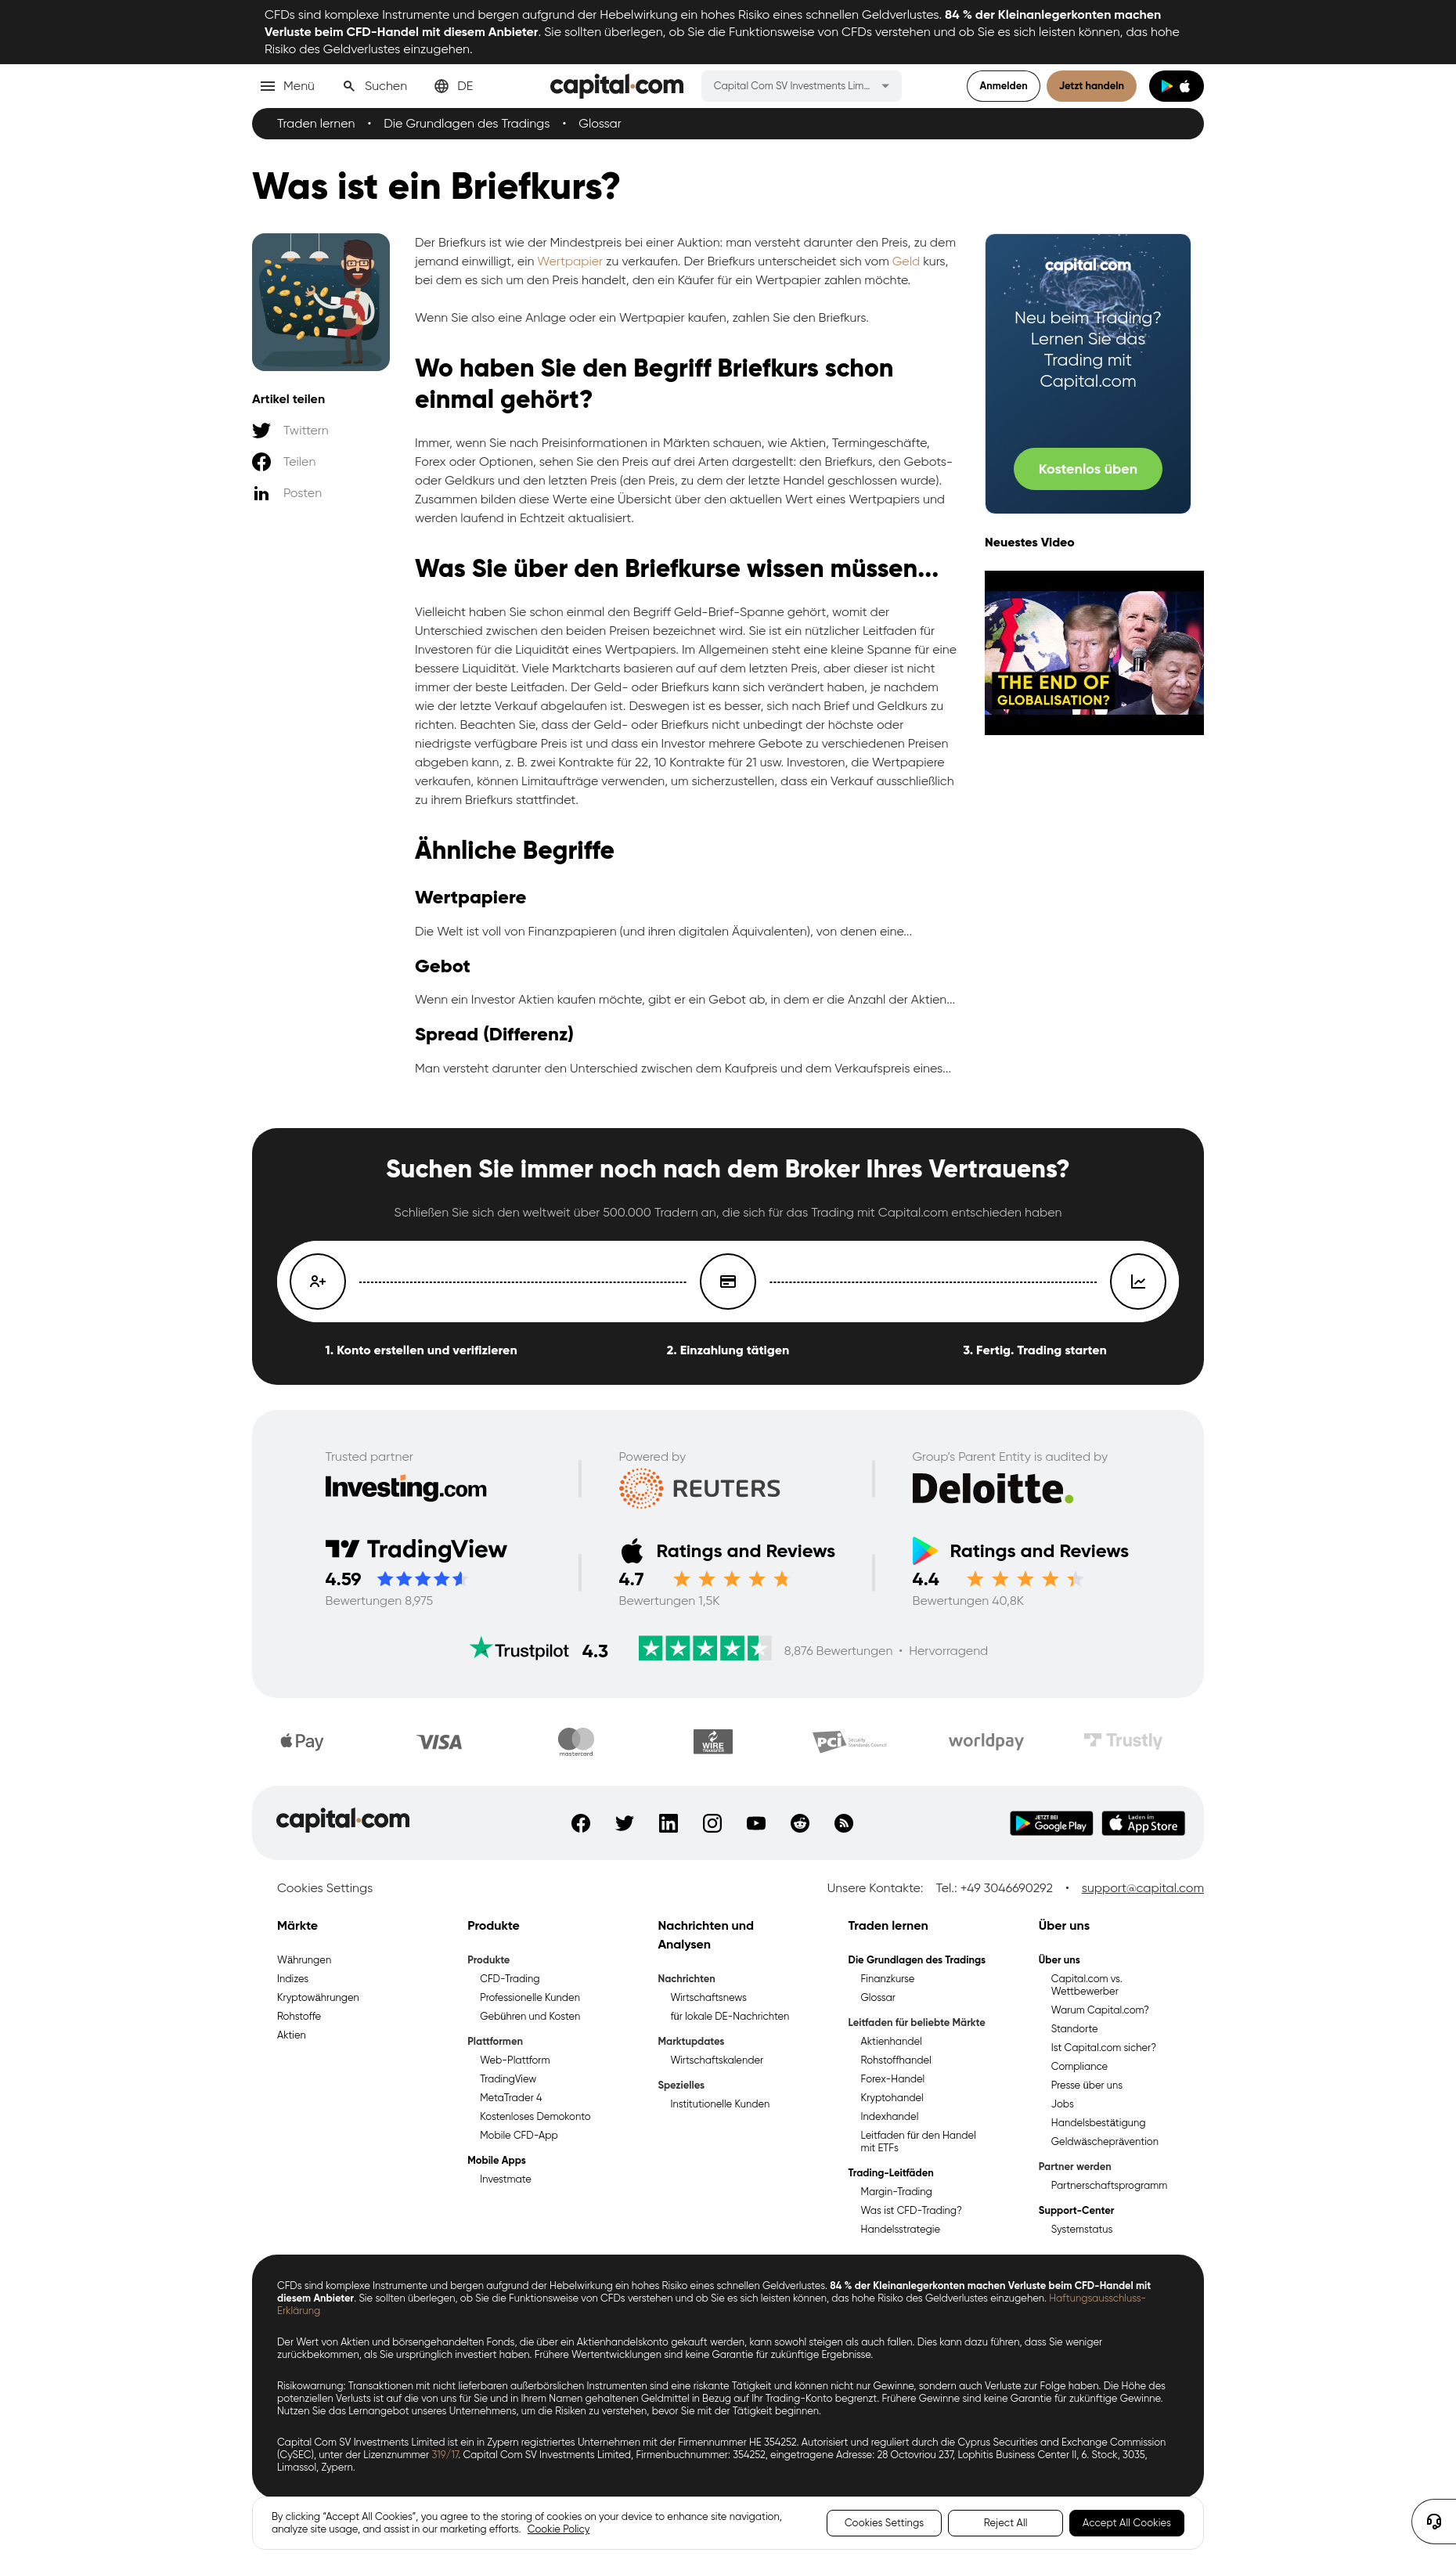 CFDs sind komplexe Instrumente und bergen aufgrund der Hebelwirkung ein hohes Risiko eines schnellen Geldverlustes. 84 % der Kleinanlegerkonten machen
Verluste beim CFD-Handel mit diesem Anbieter. Sie sollten überlegen, ob Sie die Funktionsweise von CFDs verstehen und ob Sie es sich leisten können, das hohe
Risiko des Geldverlustes einzugehen.
Menü Suchen DE capital.com Capital Com SV Investments Lim... Anmelden Jetzt handeln
Traden lernen • Die Grundlagen des Tradings • Glossar
Was ist ein Briefkurs?
Artikel teilen
Twittern
Teilen
Posten
Der Briefkurs ist wie der Mindestpreis bei einer Auktion: man versteht darunter den Preis, zu dem
jemand einwilligt, ein Wertpapier zu verkaufen. Der Briefkurs unterscheidet sich vom Geld kurs,
bei dem es sich um den Preis handelt, den ein Käufer für ein Wertpapier zahlen möchte.
Wenn Sie also eine Anlage oder ein Wertpapier kaufen, zahlen Sie den Briefkurs.
Wo haben Sie den Begriff Briefkurs schon
einmal gehört?
Immer, wenn Sie nach Preisinformationen in Märkten schauen, wie Aktien, Termingeschäfte,
Forex oder Optionen, sehen Sie den Preis auf drei Arten dargestellt: den Briefkurs, den Gebots-
oder Geldkurs und den letzten Preis (den Preis, zu dem der letzte Handel geschlossen wurde).
Zusammen bilden diese Werte eine Übersicht über den aktuellen Wert eines Wertpapiers und
werden laufend in Echtzeit aktualisiert.
Was Sie über den Briefkurse wissen müssen...
Vielleicht haben Sie schon einmal den Begriff Geld-Brief-Spanne gehört, womit der
Unterschied zwischen den beiden Preisen bezeichnet wird. Sie ist ein nützlicher Leitfaden für
Investoren für die Liquidität eines Wertpapiers. Im Allgemeinen steht eine kleine Spanne für eine
bessere Liquidität. Viele Marktcharts basieren auf auf dem letzten Preis, aber dieser ist nicht
immer der beste Leitfaden. Der Geld- oder Briefkurs kann sich verändert haben, je nachdem
wie der letzte Verkauf abgelaufen ist. Deswegen ist es besser, sich nach Brief und Geldkurs zu
richten. Beachten Sie, dass der Geld- oder Briefkurs nicht unbedingt der höchste oder
niedrigste verfügbare Preis ist und dass ein Investor mehrere Gebote zu verschiedenen Preisen
abgeben kann, z. B. zwei Kontrakte für 22, 10 Kontrakte für 21 usw. Investoren, die Wertpapiere
verkaufen, können Limitaufträge verwenden, um sicherzustellen, dass ein Verkauf ausschließlich
zu ihrem Briefkurs stattfindet.
Ähnliche Begriffe
Wertpapiere
Die Welt ist voll von Finanzpapieren (und ihren digitalen Äquivalenten), von denen eine...
Gebot
Wenn ein Investor Aktien kaufen möchte, gibt er ein Gebot ab, in dem er die Anzahl der Aktien...
Spread (Differenz)
Man versteht darunter den Unterschied zwischen dem Kaufpreis und dem Verkaufspreis eines...
capital.com
Neu beim Trading?
Lernen Sie das
Trading mit
Capital.com
Kostenlos üben
Neuestes Video
THE END OF
GLOBALISATION?
Suchen Sie immer noch nach dem Broker Ihres Vertrauens?
Schließen Sie sich den weltweit über 500.000 Tradern an, die sich für das Trading mit Capital.com entschieden haben
1. Konto erstellen und verifizieren 2. Einzahlung tätigen 3. Fertig. Trading starten
Trusted partner Powered by Group's Parent Entity is audited by
Investing.com REUTERS Deloitte.
TradingView Ratings and Reviews Ratings and Reviews
4.59 4.7 4.4
Bewertungen 8,975 Bewertungen 1,5K Bewertungen 40,8K
Trustpilot 4.3 8,876 Bewertungen • Hervorragend
Pay VISA mastercard WIRE TRANSFER PCI Security Standards Council worldpay Trustly
capital.com JETZT BEI Google Play Laden im App Store
Cookies Settings Unsere Kontakte: Tel.: +49 3046690292 • support@capital.com
Märkte
Währungen
Indizes
Kryptowährungen
Rohstoffe
Aktien
Produkte
Produkte
CFD-Trading
Professionelle Kunden
Gebühren und Kosten
Plattformen
Web-Plattform
TradingView
MetaTrader 4
Kostenloses Demokonto
Mobile CFD-App
Mobile Apps
Investmate
Nachrichten und
Analysen
Nachrichten
Wirtschaftsnews
für lokale DE-Nachrichten
Marktupdates
Wirtschaftskalender
Spezielles
Institutionelle Kunden
Traden lernen
Die Grundlagen des Tradings
Finanzkurse
Glossar
Leitfaden für beliebte Märkte
Aktienhandel
Rohstoffhandel
Forex-Handel
Kryptohandel
Indexhandel
Leitfaden für den Handel
mit ETFs
Trading-Leitfäden
Margin-Trading
Was ist CFD-Trading?
Handelsstrategie
Über uns
Über uns
Capital.com vs.
Wettbewerber
Warum Capital.com?
Standorte
Ist Capital.com sicher?
Compliance
Presse über uns
Jobs
Handelsbestätigung
Geldwäscheprävention
Partner werden
Partnerschaftsprogramm
Support-Center
Systemstatus
CFDs sind komplexe Instrumente und bergen aufgrund der Hebelwirkung ein hohes Risiko eines schnellen Geldverlustes. 84 % der Kleinanlegerkonten machen Verluste beim CFD-Handel mit
diesem Anbieter. Sie sollten überlegen, ob Sie die Funktionsweise von CFDs verstehen und ob Sie es sich leisten können, das hohe Risiko des Geldverlustes einzugehen. Haftungsausschluss-
Erklärung
Der Wert von Aktien und börsengehandelten Fonds, die über ein Aktienhandelskonto gekauft werden, kann sowohl steigen als auch fallen. Dies kann dazu führen, dass Sie weniger
zurückbekommen, als Sie ursprünglich investiert haben. Frühere Wertentwicklungen sind keine Garantie für zukünftige Ergebnisse.
Risikowarnung: Transaktionen mit nicht lieferbaren außerbörslichen Instrumenten sind eine riskante Tätigkeit und können nicht nur Gewinne, sondern auch Verluste zur Folge haben. Die Höhe des
potenziellen Verlusts ist auf die von uns für Sie und in Ihrem Namen gehaltenen Geldmittel in Bezug auf Ihr Trading-Konto begrenzt. Frühere Gewinne sind keine Garantie für zukünftige Gewinne.
Nutzen Sie das Lernangebot unseres Unternehmens, um die Risiken zu verstehen, bevor Sie mit der Tätigkeit beginnen.
Capital Com SV Investments Limited ist ein in Zypern registriertes Unternehmen mit der Firmennummer HE 354252. Autorisiert und reguliert durch die Cyprus Securities and Exchange Commission
(CySEC), unter der Lizenznummer 319/17. Capital Com SV Investments Limited, Firmenbuchnummer: 354252, eingetragene Adresse: 28 Octovriou 237, Lophitis Business Center II, 6. Stock, 3035,
Limassol, Zypern.
By clicking "Accept All Cookies", you agree to the storing of cookies on your device to enhance site navigation,
analyze site usage, and assist in our marketing efforts. Cookie Policy
Cookies Settings Reject All Accept All Cookies